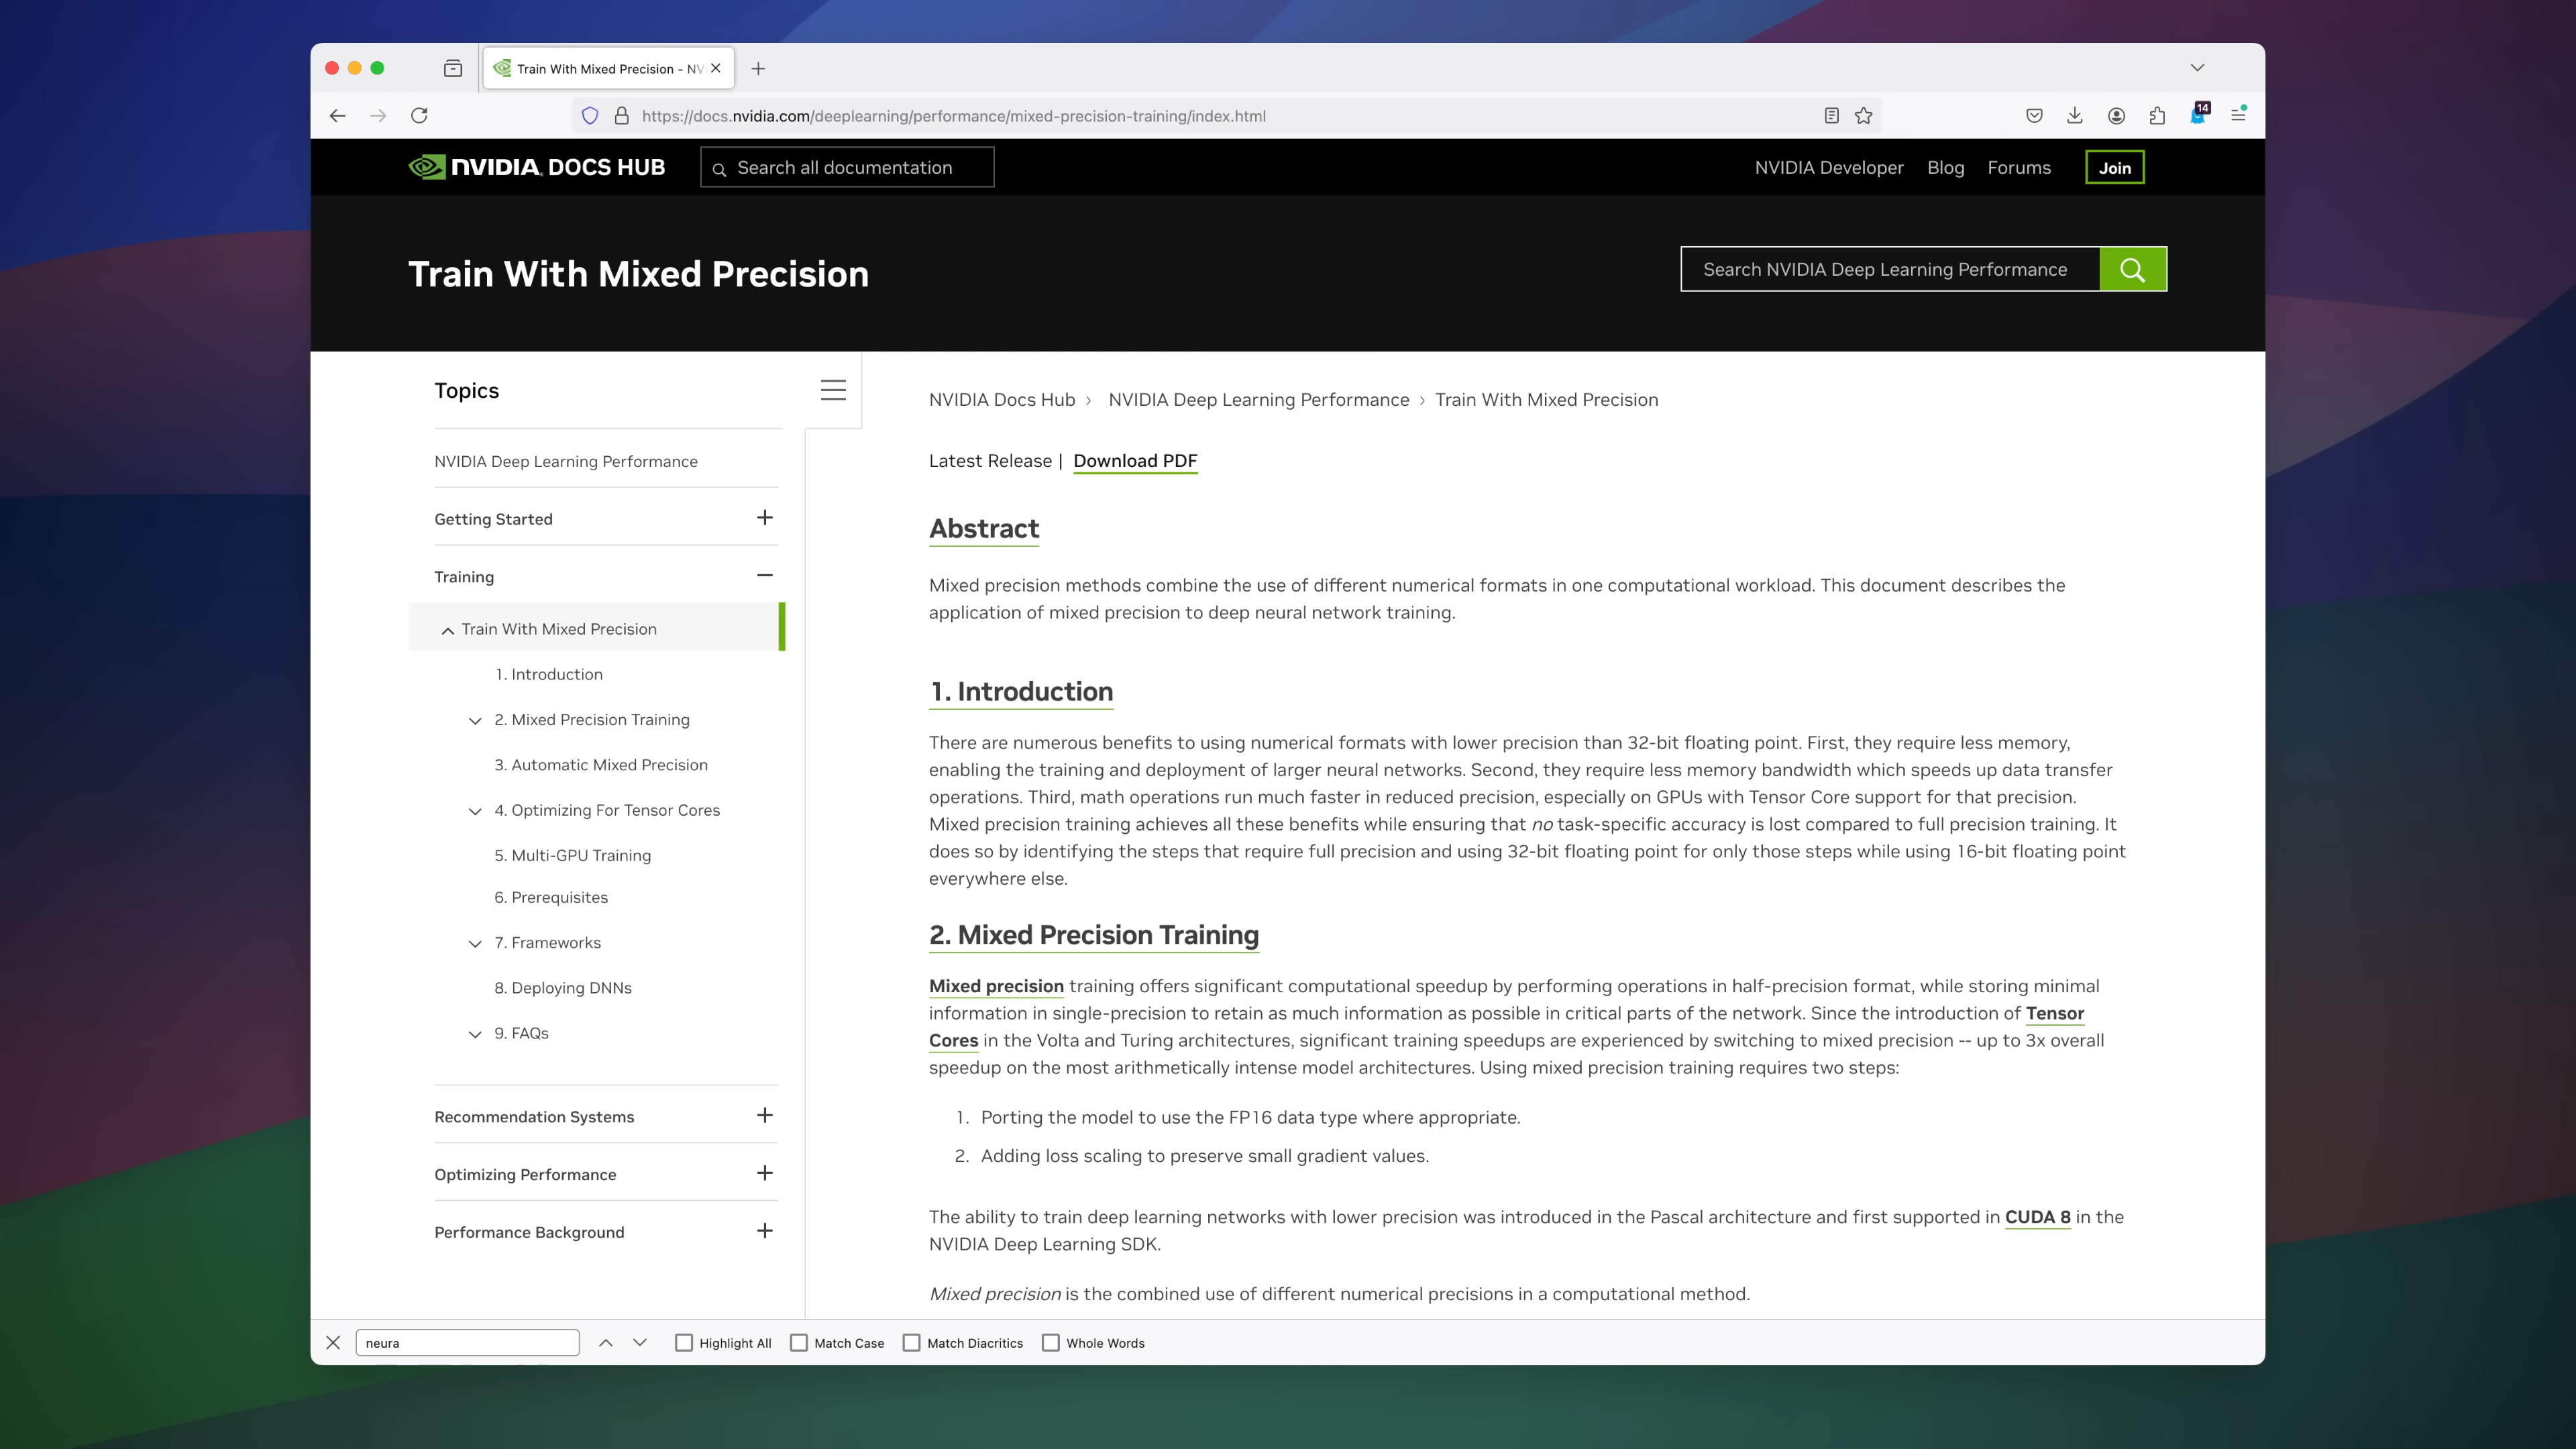 Train With Mixed Precision - NV
https://docs.nvidia.com/deeplearning/performance/mixed-precision-training/index.html
14
NVIDIA. DOCS HUB
Search all documentation
NVIDIA Developer
Blog
Forums
Join
Train With Mixed Precision
Search NVIDIA Deep Learning Performance
Topics
NVIDIA Deep Learning Performance
Getting Started
Training
Train With Mixed Precision
1. Introduction
2. Mixed Precision Training
3. Automatic Mixed Precision
4. Optimizing For Tensor Cores
5. Multi-GPU Training
6. Prerequisites
7. Frameworks
8. Deploying DNNs
9. FAQs
Recommendation Systems
Optimizing Performance
Performance Background
NVIDIA Docs Hub › NVIDIA Deep Learning Performance › Train With Mixed Precision
Latest Release | Download PDF
Abstract
Mixed precision methods combine the use of different numerical formats in one computational workload. This document describes the
application of mixed precision to deep neural network training.
1. Introduction
There are numerous benefits to using numerical formats with lower precision than 32-bit floating point. First, they require less memory,
enabling the training and deployment of larger neural networks. Second, they require less memory bandwidth which speeds up data transfer
operations. Third, math operations run much faster in reduced precision, especially on GPUs with Tensor Core support for that precision.
Mixed precision training achieves all these benefits while ensuring that no task-specific accuracy is lost compared to full precision training. It
does so by identifying the steps that require full precision and using 32-bit floating point for only those steps while using 16-bit floating point
everywhere else.
2. Mixed Precision Training
Mixed precision training offers significant computational speedup by performing operations in half-precision format, while storing minimal
information in single-precision to retain as much information as possible in critical parts of the network. Since the introduction of Tensor
Cores in the Volta and Turing architectures, significant training speedups are experienced by switching to mixed precision -- up to 3x overall
speedup on the most arithmetically intense model architectures. Using mixed precision training requires two steps:
1. Porting the model to use the FP16 data type where appropriate.
2. Adding loss scaling to preserve small gradient values.
The ability to train deep learning networks with lower precision was introduced in the Pascal architecture and first supported in CUDA 8 in the
NVIDIA Deep Learning SDK.
Mixed precision is the combined use of different numerical precisions in a computational method.
neura
Highlight All
Match Case
Match Diacritics
Whole Words